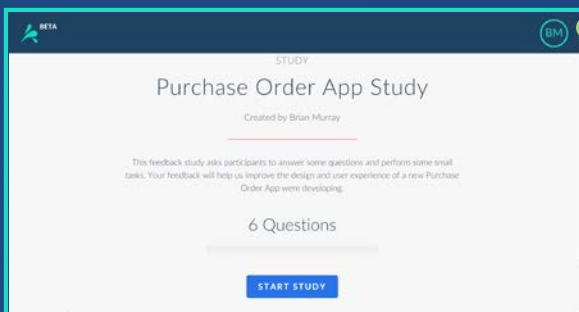 BETA
BM
STUDY
Purchase Order App Study
Created by Brian Murray
This feedback study asks participants to answer some questions and perform some small
tasks. Your feedback will help us improve the design and user experience of a new Purchase
Order App were developing.
6 Questions
START STUDY